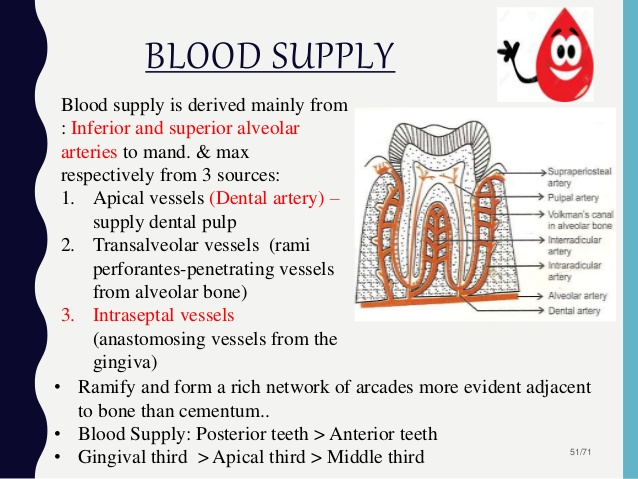 BLOOD SUPPLY
Blood supply is derived mainly from
: Inferior and superior alveolar
arteries to mand. & max
respectively from 3 sources:
1. Apical vessels (Dental artery) –
supply dental pulp
2. Transalveolar vessels (rami
perforantes-penetrating vessels
from alveolar bone)
3. Intraseptal vessels
(anastomosing vessels from the
gingiva)
• Ramify and form a rich network of arcades more evident adjacent
to bone than cementum..
• Blood Supply: Posterior teeth > Anterior teeth
• Gingival third > Apical third > Middle third
Supraperiosteal
artery
Pulpal artery
Volkman's canal
in alveolar bone
Interradicular
artery
Intraradicular
artery
Alveolar artery
Dental artery
51/71